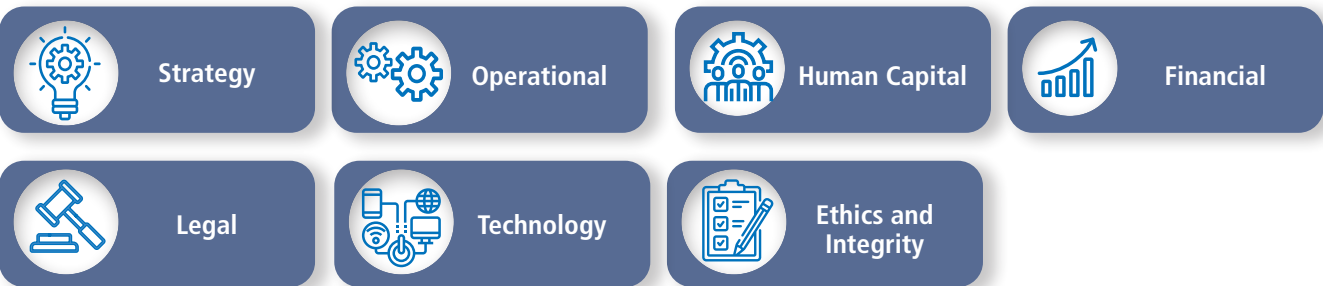 Strategy
Operational
Human Capital
Financial
Legal
Technology
Ethics and
Integrity